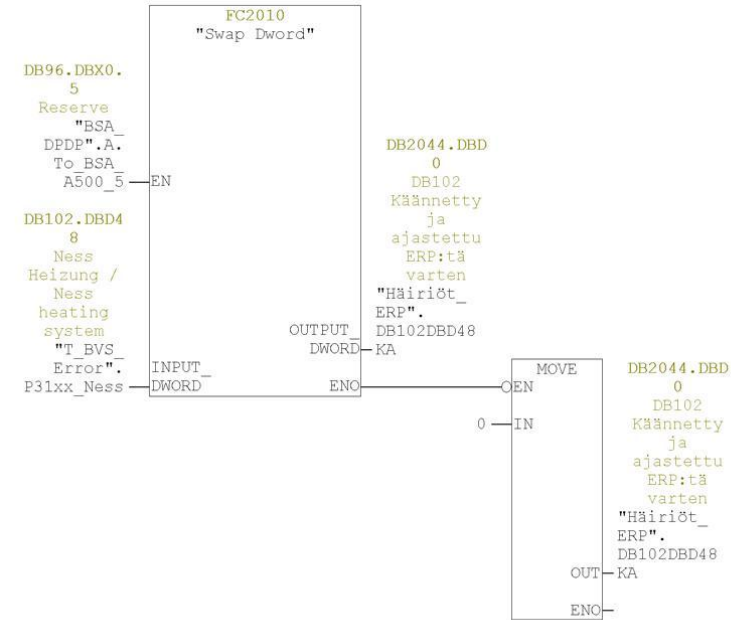 FC2010
"Swap Dword"
DB96.DBX0.
5
Reserve
"BSA_
DPDP".A.
To_BSA_
A500_5
EN
DB102.DBD4
8
Ness
Heizung /
Ness
heating
system
"T_BVS_
Error".
P31xx_Ness
INPUT_
DWORD
DB2044.DBD
0
DB102
Käännetty
ja
ajastettu
ERP:tä
varten
"Häiriöt_
ERP".
DB102DBD48
KA
OUTPUT_
DWORD
ENO
MOVE
EN
0
IN
DB2044.DBD
0
DB102
Käännetty
ja
ajastettu
ERP:tä
varten
"Häiriöt_
ERP".
DB102DBD48
KA
OUT
ENO